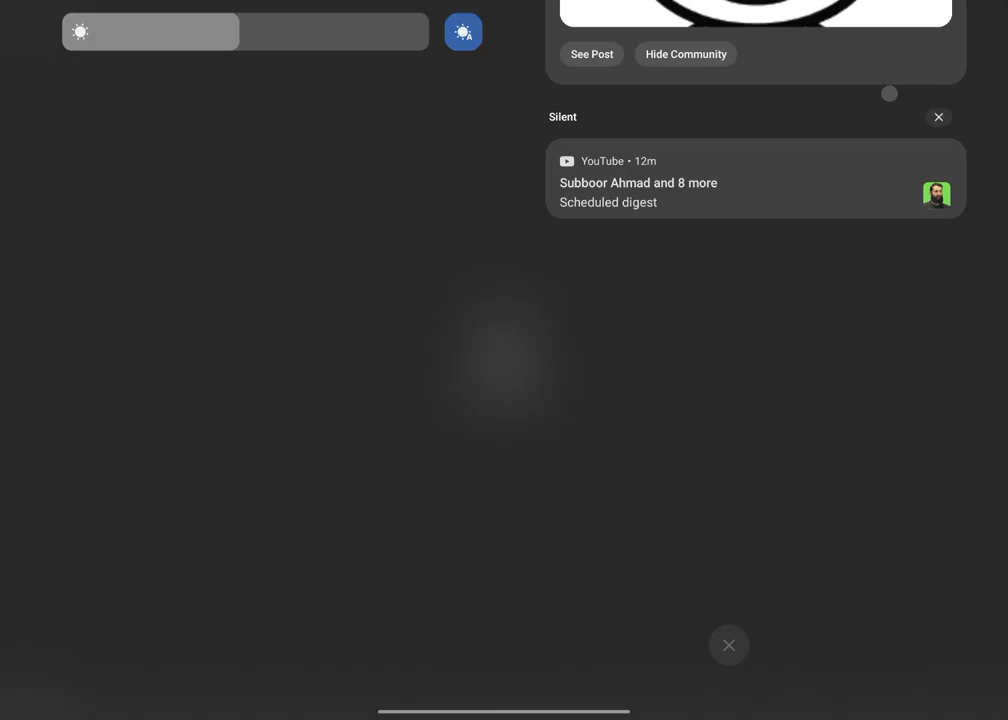 See Post
Hide Community
Silent
YouTube • 12m
Subboor Ahmad and 8 more
Scheduled digest